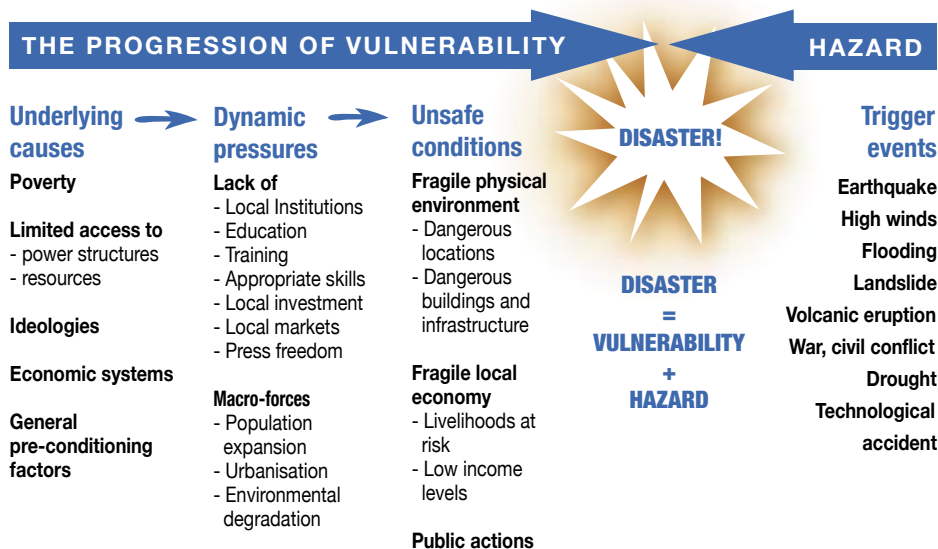 THE PROGRESSION OF VULNERABILITY
HAZARD
Underlying
causes
Poverty
Limited access to
- power structures
- resources
Ideologies
Economic systems
General
pre-conditioning
factors
Dynamic
pressures
Lack of
- Local Institutions
- Education
- Training
- Appropriate skills
- Local investment
- Local markets
- Press freedom
Macro-forces
- Population
expansion
- Urbanisation
- Environmental
degradation
Unsafe
conditions
Fragile physical
environment
- Dangerous
locations
- Dangerous
buildings and
infrastructure
Fragile local
economy
- Livelihoods at
risk
- Low income
levels
Public actions
DISASTER!
DISASTER
=
VULNERABILITY
+
HAZARD
Trigger
events
Earthquake
High winds
Flooding
Landslide
Volcanic eruption
War, civil conflict
Drought
Technological
accident